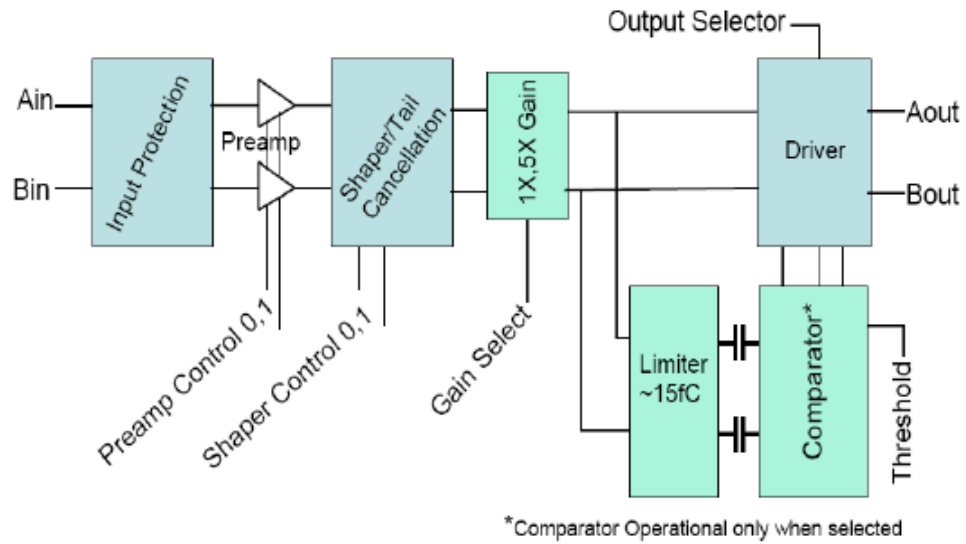 Output Selector
Ain
Bin
Input Protection
Preamp
Shaper/Tail
Cancellation
1X,5X Gain
Driver
Aout
Bout
Preamp Control 0,1
Shaper Control 0,1
Gain Select
Limiter
~15fC
Comparator*
Threshold
*Comparator Operational only when selected